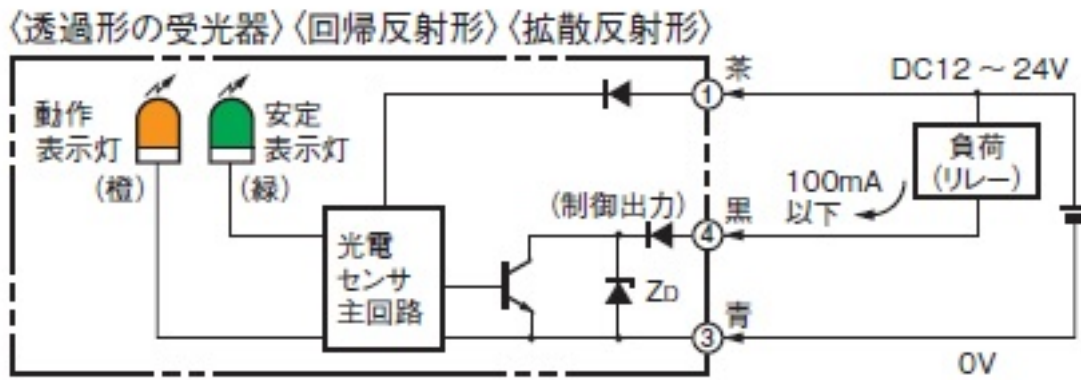 〈透過形の受光器〉〈回帰反射形〉〈拡散反射形〉
動作
表示灯
(橙)
安定
表示灯
(緑)
光電
センサ
主回路
(制御出力)
ZD
① 茶
④ 黒
③ 青
DC12～24V
負荷
(リレー)
100mA
以下
0V